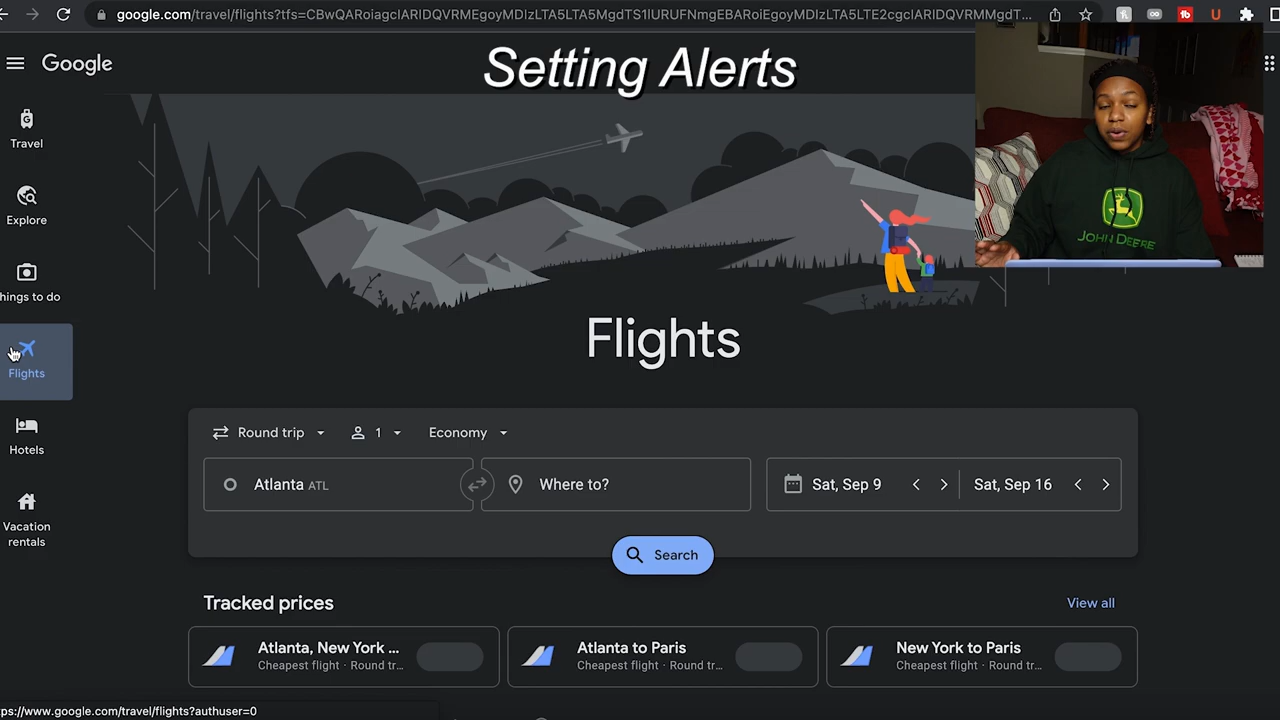 google.com/travel/flights?tfs=CBwQARoiagcIARIDQVRMEgoyMDIzLTA5LTA5MgdTS1lURUFNmgEBARoiEgoyMDIzLTA5LTE2cgcIARIDQVRMMgdT...
Google
Setting Alerts
Travel
Explore
hings to do
Flights
Hotels
Vacation
rentals
JOHN DEERE
Flights
Round trip
1
Economy
Atlanta ATL
Where to?
Sat, Sep 9
Sat, Sep 16
Search
Tracked prices
View all
Atlanta, New York ...
Cheapest flight · Round tr...
Atlanta to Paris
Cheapest flight · Round tr...
New York to Paris
Cheapest flight · Round tr...
ps://www.google.com/travel/flights?authuser=0